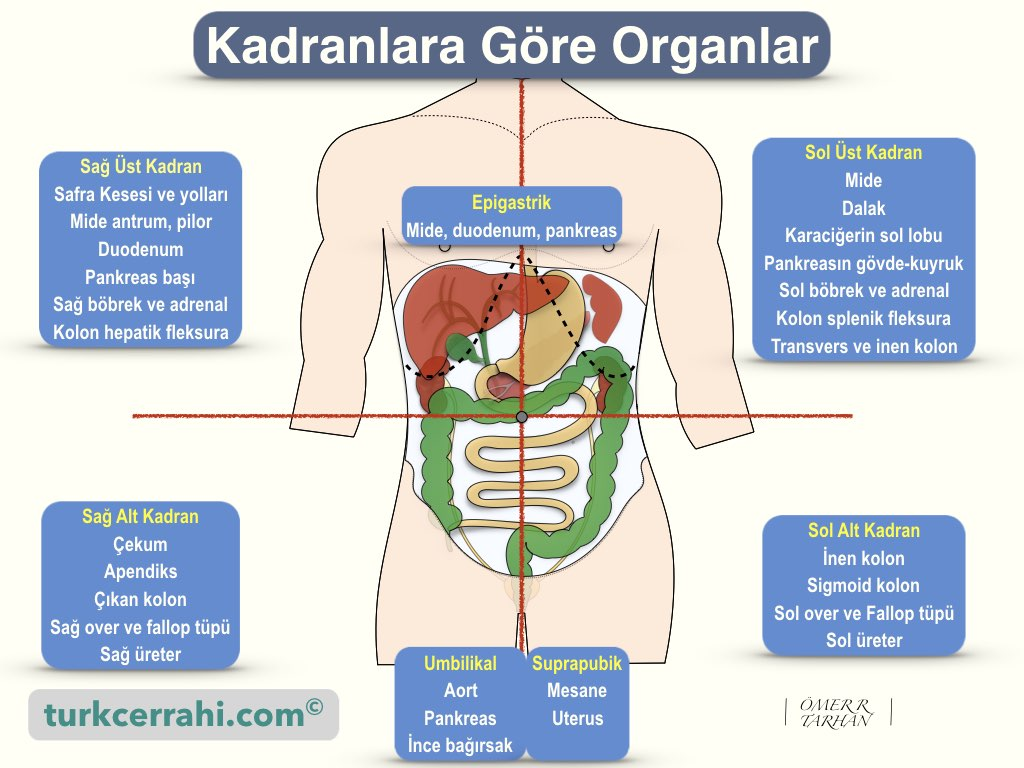 Kadranlara Göre Organlar
Sağ Üst Kadran
Safra Kesesi ve yolları
Mide antrum, pilor
Duodenum
Pankreas başı
Sağ böbrek ve adrenal
Kolon hepatik fleksura
Epigastrik
Mide, duodenum, pankreas
Sol Üst Kadran
Mide
Dalak
Karaciğerin sol lobu
Pankreasın gövde-kuyruk
Sol böbrek ve adrenal
Kolon splenik fleksura
Transvers ve inen kolon
Sağ Alt Kadran
Çekum
Apendiks
Çıkan kolon
Sağ over ve fallop tüpü
Sağ üreter
Sol Alt Kadran
İnen kolon
Sigmoid kolon
Sol over ve Fallop tüpü
Sol üreter
Umbilikal
Aort
Pankreas
İnce bağırsak
Suprapubik
Mesane
Uterus
turkcerrahi.com©
ÖMER R.
TARHAN